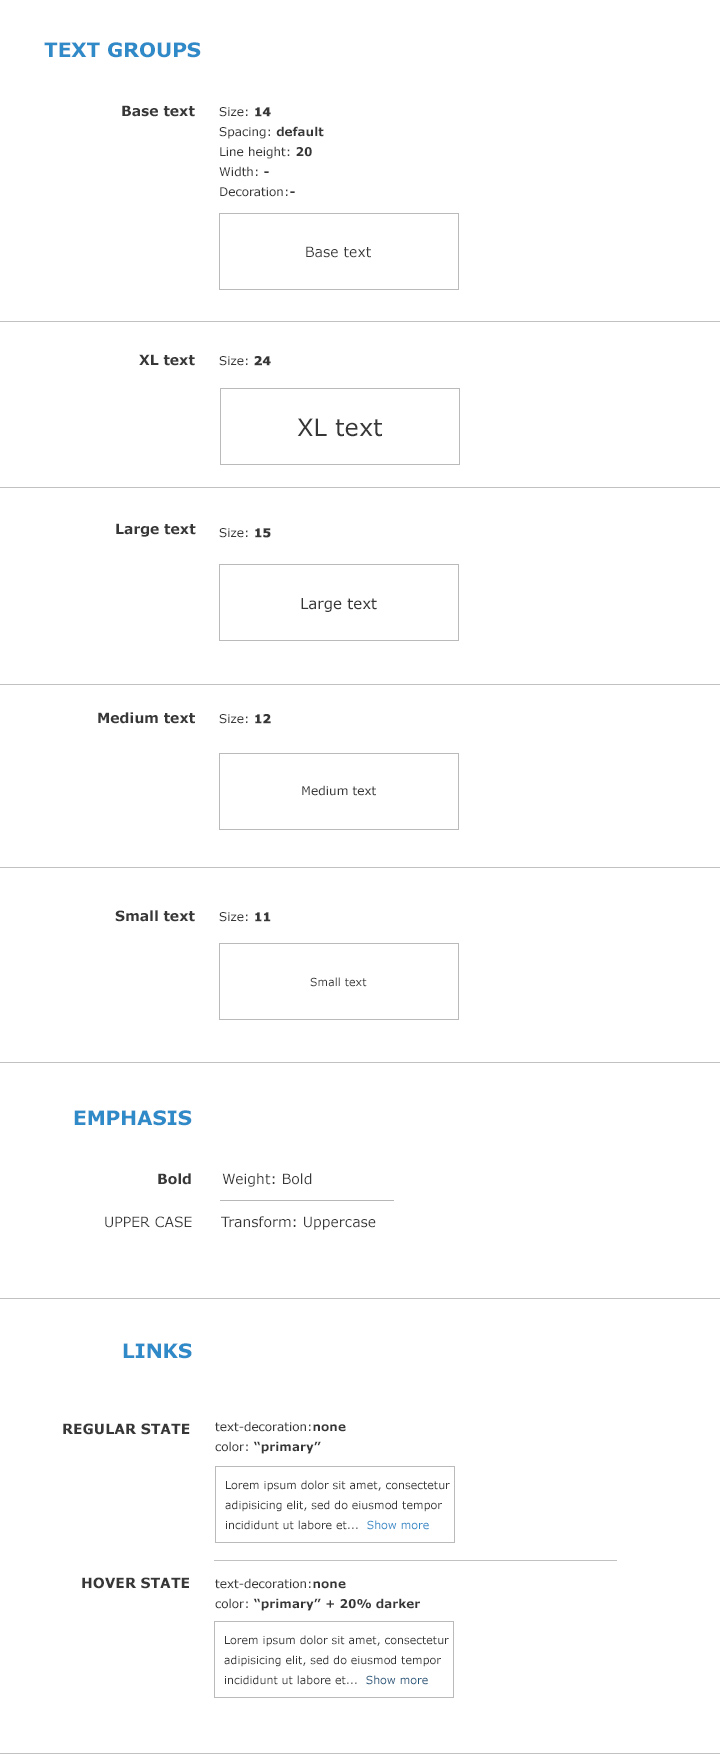 TEXT GROUPS
Base text
Size: 14
Spacing: default
Line height: 20
Width: -
Decoration:-
Base text
XL text
Size: 24
XL text
Large text
Size: 15
Large text
Medium text
Size: 12
Medium text
Small text
Size: 11
Small text
EMPHASIS
Bold
Weight: Bold
UPPER CASE
Transform: Uppercase
LINKS
REGULAR STATE
text-decoration:none
color: “primary”
Lorem ipsum dolor sit amet, consectetur
adipisicing elit, sed do eiusmod tempor
incididunt ut labore et... Show more
HOVER STATE
text-decoration:none
color: “primary” + 20% darker
Lorem ipsum dolor sit amet, consectetur
adipisicing elit, sed do eiusmod tempor
incididunt ut labore et... Show more